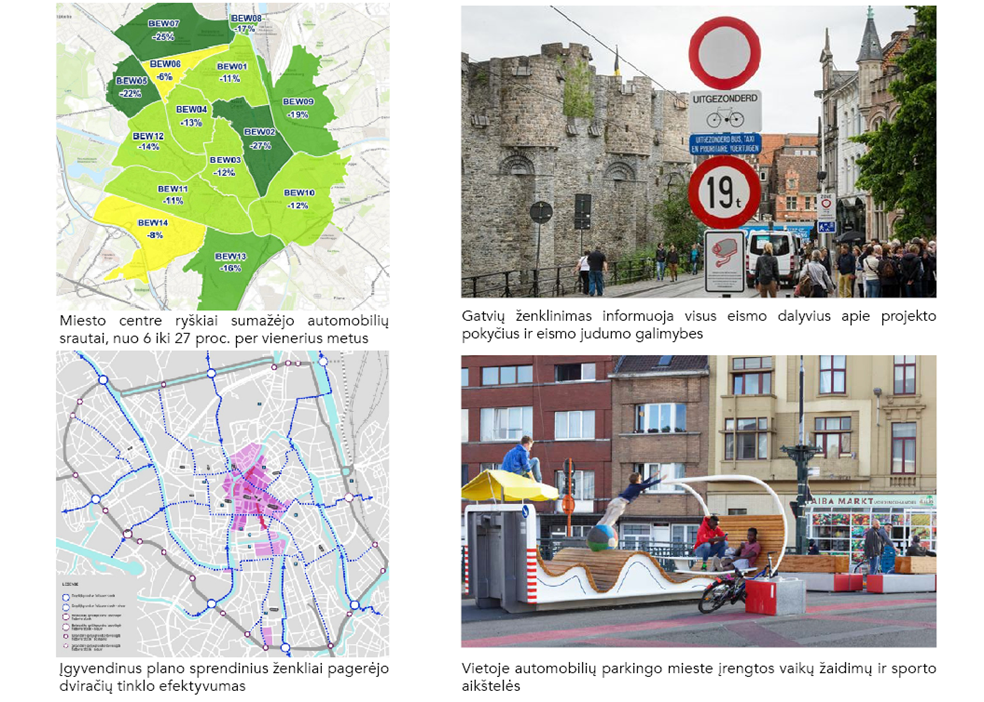 BEW07
-25%
BEW08
-17%
BEW06
-6%
BEW01
-11%
BEW05
-22%
BEW04
-13%
BEW09
-19%
BEW02
-27%
BEW12
-14%
BEW03
-12%
BEW11
-11%
BEW10
-12%
BEW14
-8%
BEW13
-16%
Miesto centre ryškiai sumažėjo automobilių
srautai, nuo 6 iki 27 proc. per vienerius metus
UITGEZONDERD
UITGEZONDERD BUS, TAXI
EN PRIORITAIRE VOERTUIGEN
19t
Gatvių ženklinimas informuoja visus eismo dalyvius apie projekto
pokyčius ir eismo judumo galimybes
Įgyvendinus plano sprendinius ženkliai pagerėjo
dviračių tinklo efektyvumas
AIBA MARKT
Vietoje automobilių parkingo mieste įrengtos vaikų žaidimų ir sporto
aikštelės